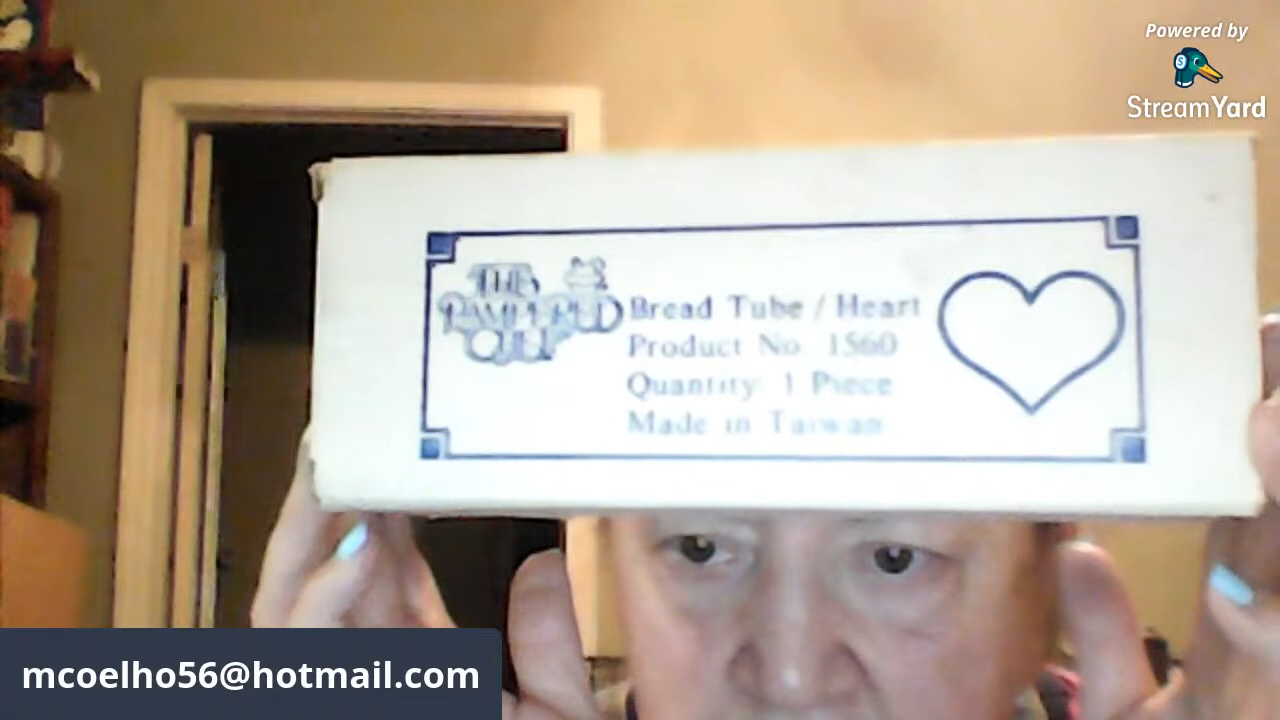 Powered by
StreamYard
THE
PAMPERED
CHEF
Bread Tube / Heart
Product No. 1560
Quantity: 1 Piece
Made in Taiwan
mcoelho56@hotmail.com